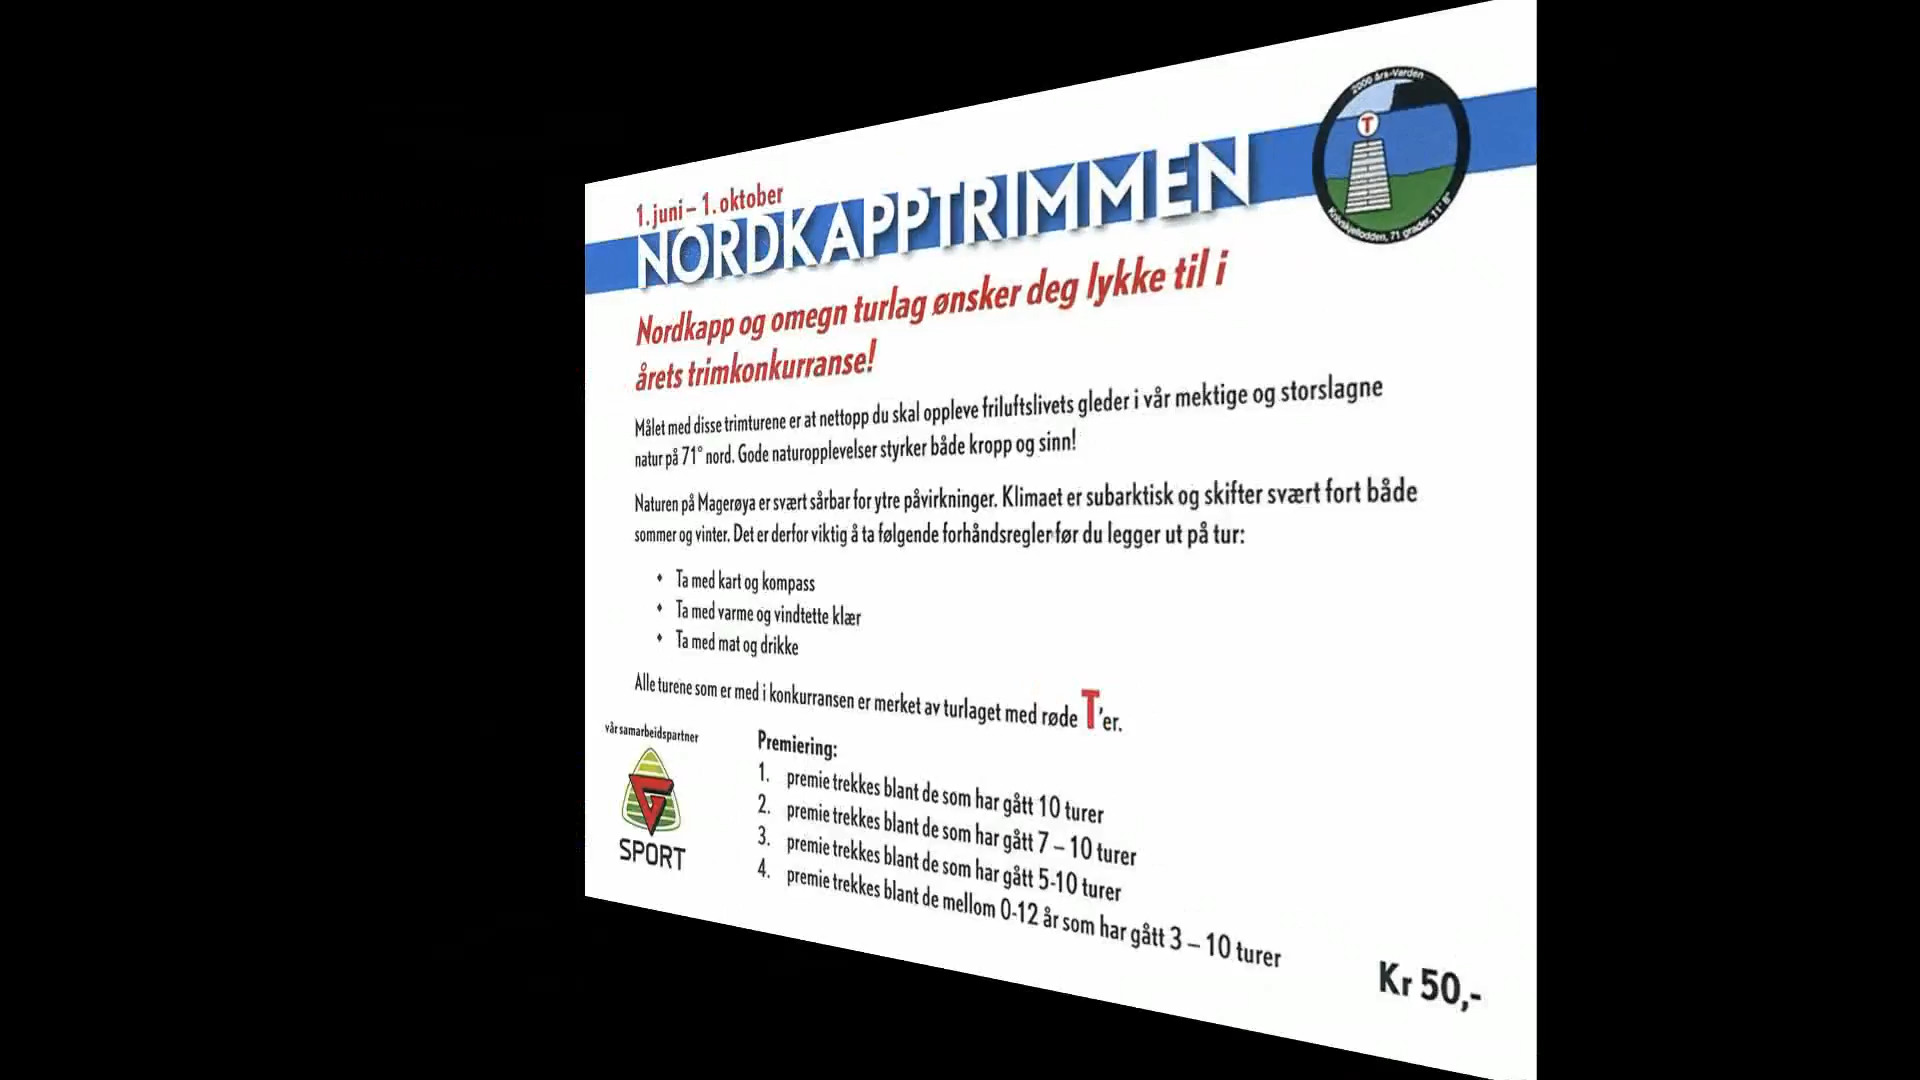 1. juni – 1. oktober
NORDKAPPTRIMMEN
2000 års-Varden
T
Knivskjellodden, 71 grader, 11' 8"
Nordkapp og omegn turlag ønsker deg lykke til i
årets trimkonkurranse!
Målet med disse trimturene er at nettopp du skal oppleve friluftslivets gleder i vår mektige og storslagne
natur på 71° nord. Gode naturopplevelser styrker både kropp og sinn!
Naturen på Magerøya er svært sårbar for ytre påvirkninger. Klimaet er subarktisk og skifter svært fort både
sommer og vinter. Det er derfor viktig å ta følgende forhåndsregler før du legger ut på tur:
• Ta med kart og kompass
• Ta med varme og vindtette klær
• Ta med mat og drikke
Alle turene som er med i konkurransen er merket av turlaget med røde T'er.
vår samarbeidspartner
G
SPORT
Premiering:
1. premie trekkes blant de som har gått 10 turer
2. premie trekkes blant de som har gått 7 – 10 turer
3. premie trekkes blant de som har gått 5-10 turer
4. premie trekkes blant de mellom 0-12 år som har gått 3 – 10 turer
Kr 50,-